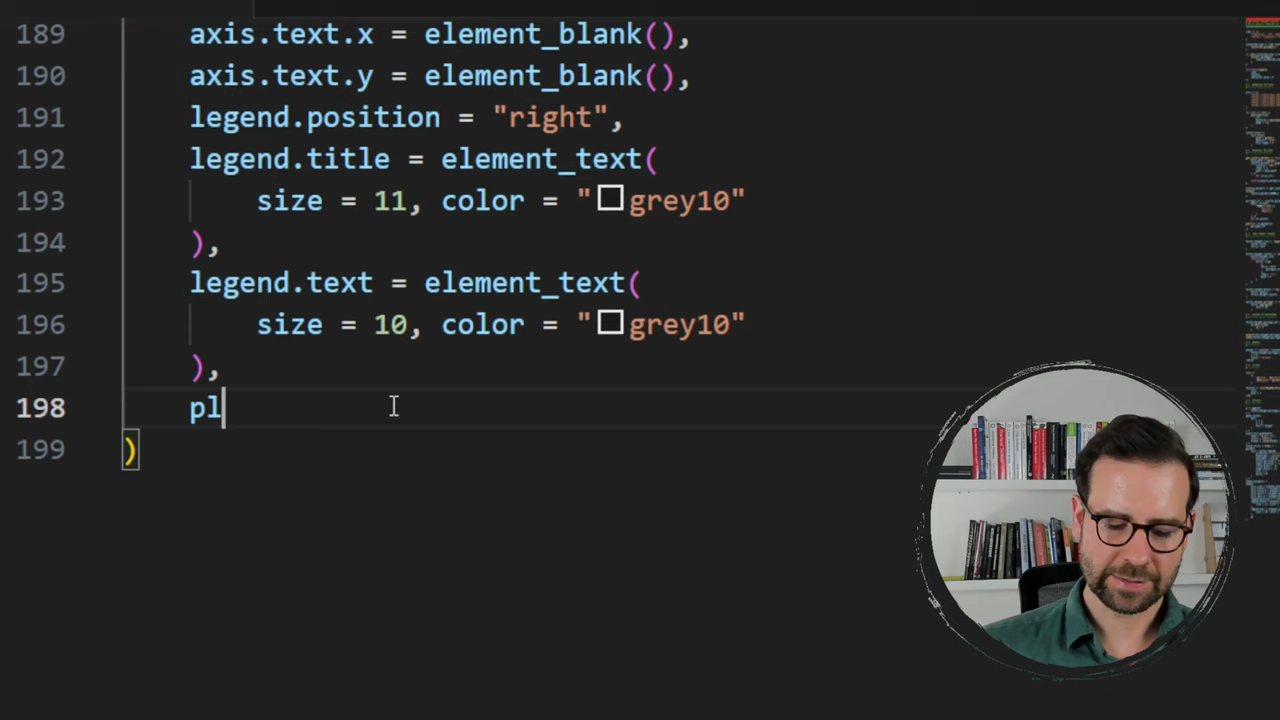 189 axis.text.x = element_blank(),
190 axis.text.y = element_blank(),
191 legend.position = "right",
192 legend.title = element_text(
193 size = 11, color = "grey10"
194 ),
195 legend.text = element_text(
196 size = 10, color = "grey10"
197 ),
198 pl
199 )